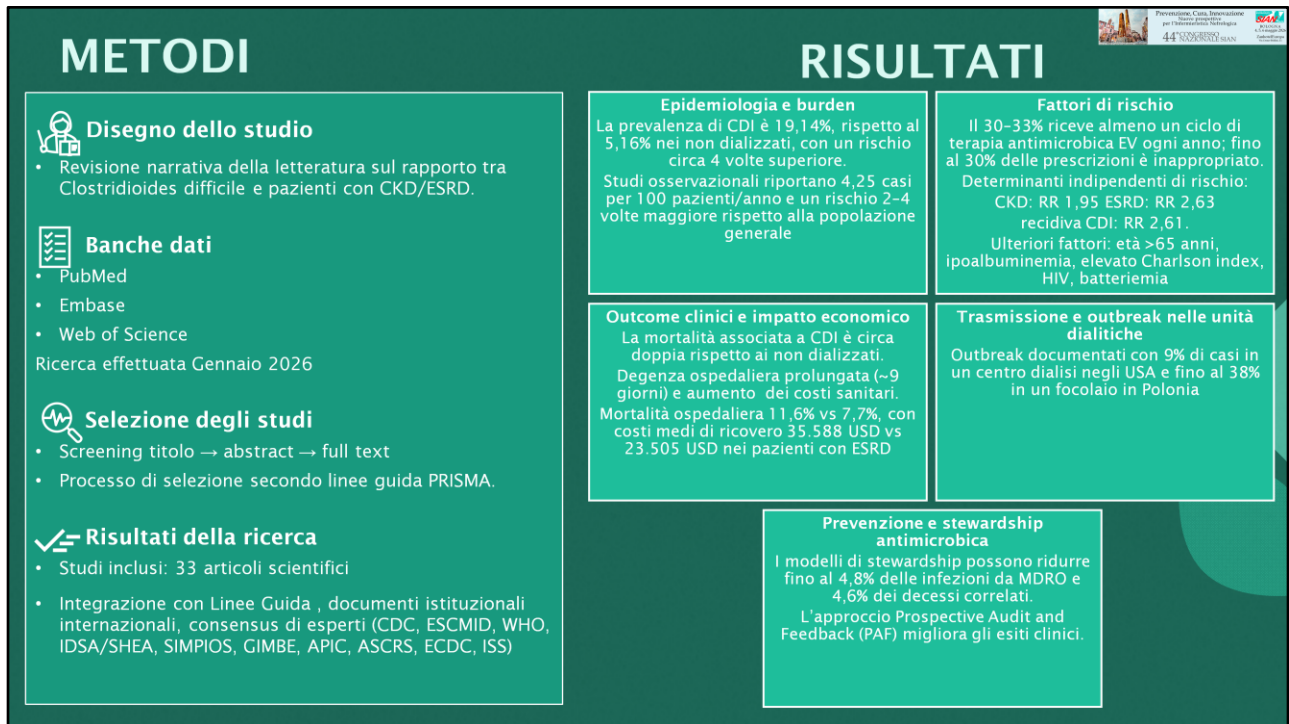 Prevenzione, Cura, Innovazione
Nuove prospettive
per l'Infermieristica Nefrologica
44° CONGRESSO
NAZIONALE SIAN
SIAN
BOLOGNA
METODI
Disegno dello studio
• Revisione narrativa della letteratura sul rapporto tra
Clostridioides difficile e pazienti con CKD/ESRD.
Banche dati
• PubMed
• Embase
• Web of Science
Ricerca effettuata Gennaio 2026
Selezione degli studi
• Screening titolo → abstract → full text
• Processo di selezione secondo linee guida PRISMA.
Risultati della ricerca
• Studi inclusi: 33 articoli scientifici
• Integrazione con Linee Guida , documenti istituzionali
internazionali, consensus di esperti (CDC, ESCMID, WHO,
IDSA/SHEA, SIMPIOS, GIMBE, APIC, ASCRS, ECDC, ISS)
RISULTATI
Epidemiologia e burden
La prevalenza di CDI è 19,14%, rispetto al
5,16% nei non dializzati, con un rischio
circa 4 volte superiore.
Studi osservazionali riportano 4,25 casi
per 100 pazienti/anno e un rischio 2–4
volte maggiore rispetto alla popolazione
generale
Fattori di rischio
Il 30–33% riceve almeno un ciclo di
terapia antimicrobica EV ogni anno; fino
al 30% delle prescrizioni è inappropriato.
Determinanti indipendenti di rischio:
CKD: RR 1,95 ESRD: RR 2,63
recidiva CDI: RR 2,61.
Ulteriori fattori: età >65 anni,
ipoalbuminemia, elevato Charlson index,
HIV, batteriemia
Outcome clinici e impatto economico
La mortalità associata a CDI è circa
doppia rispetto ai non dializzati.
Degenza ospedaliera prolungata (~9
giorni) e aumento dei costi sanitari.
Mortalità ospedaliera 11,6% vs 7,7%, con
costi medi di ricovero 35.588 USD vs
23.505 USD nei pazienti con ESRD
Trasmissione e outbreak nelle unità
dialitiche
Outbreak documentati con 9% di casi in
un centro dialisi negli USA e fino al 38%
in un focolaio in Polonia
Prevenzione e stewardship
antimicrobica
I modelli di stewardship possono ridurre
fino al 4,8% delle infezioni da MDRO e
4,6% dei decessi correlati.
L'approccio Prospective Audit and
Feedback (PAF) migliora gli esiti clinici.